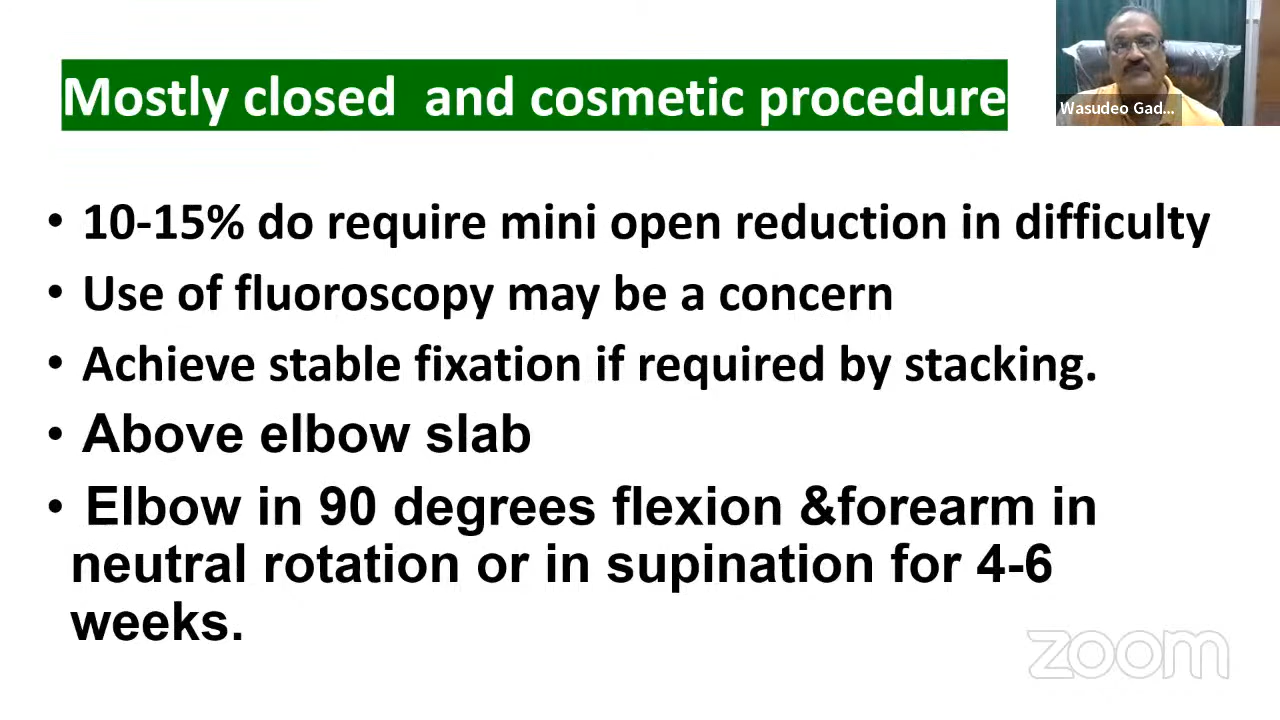 Mostly closed and cosmetic procedure
Wasudeo Gad...
• 10-15% do require mini open reduction in difficulty
• Use of fluoroscopy may be a concern
• Achieve stable fixation if required by stacking.
• Above elbow slab
• Elbow in 90 degrees flexion &forearm in
neutral rotation or in supination for 4-6
weeks.
zoom